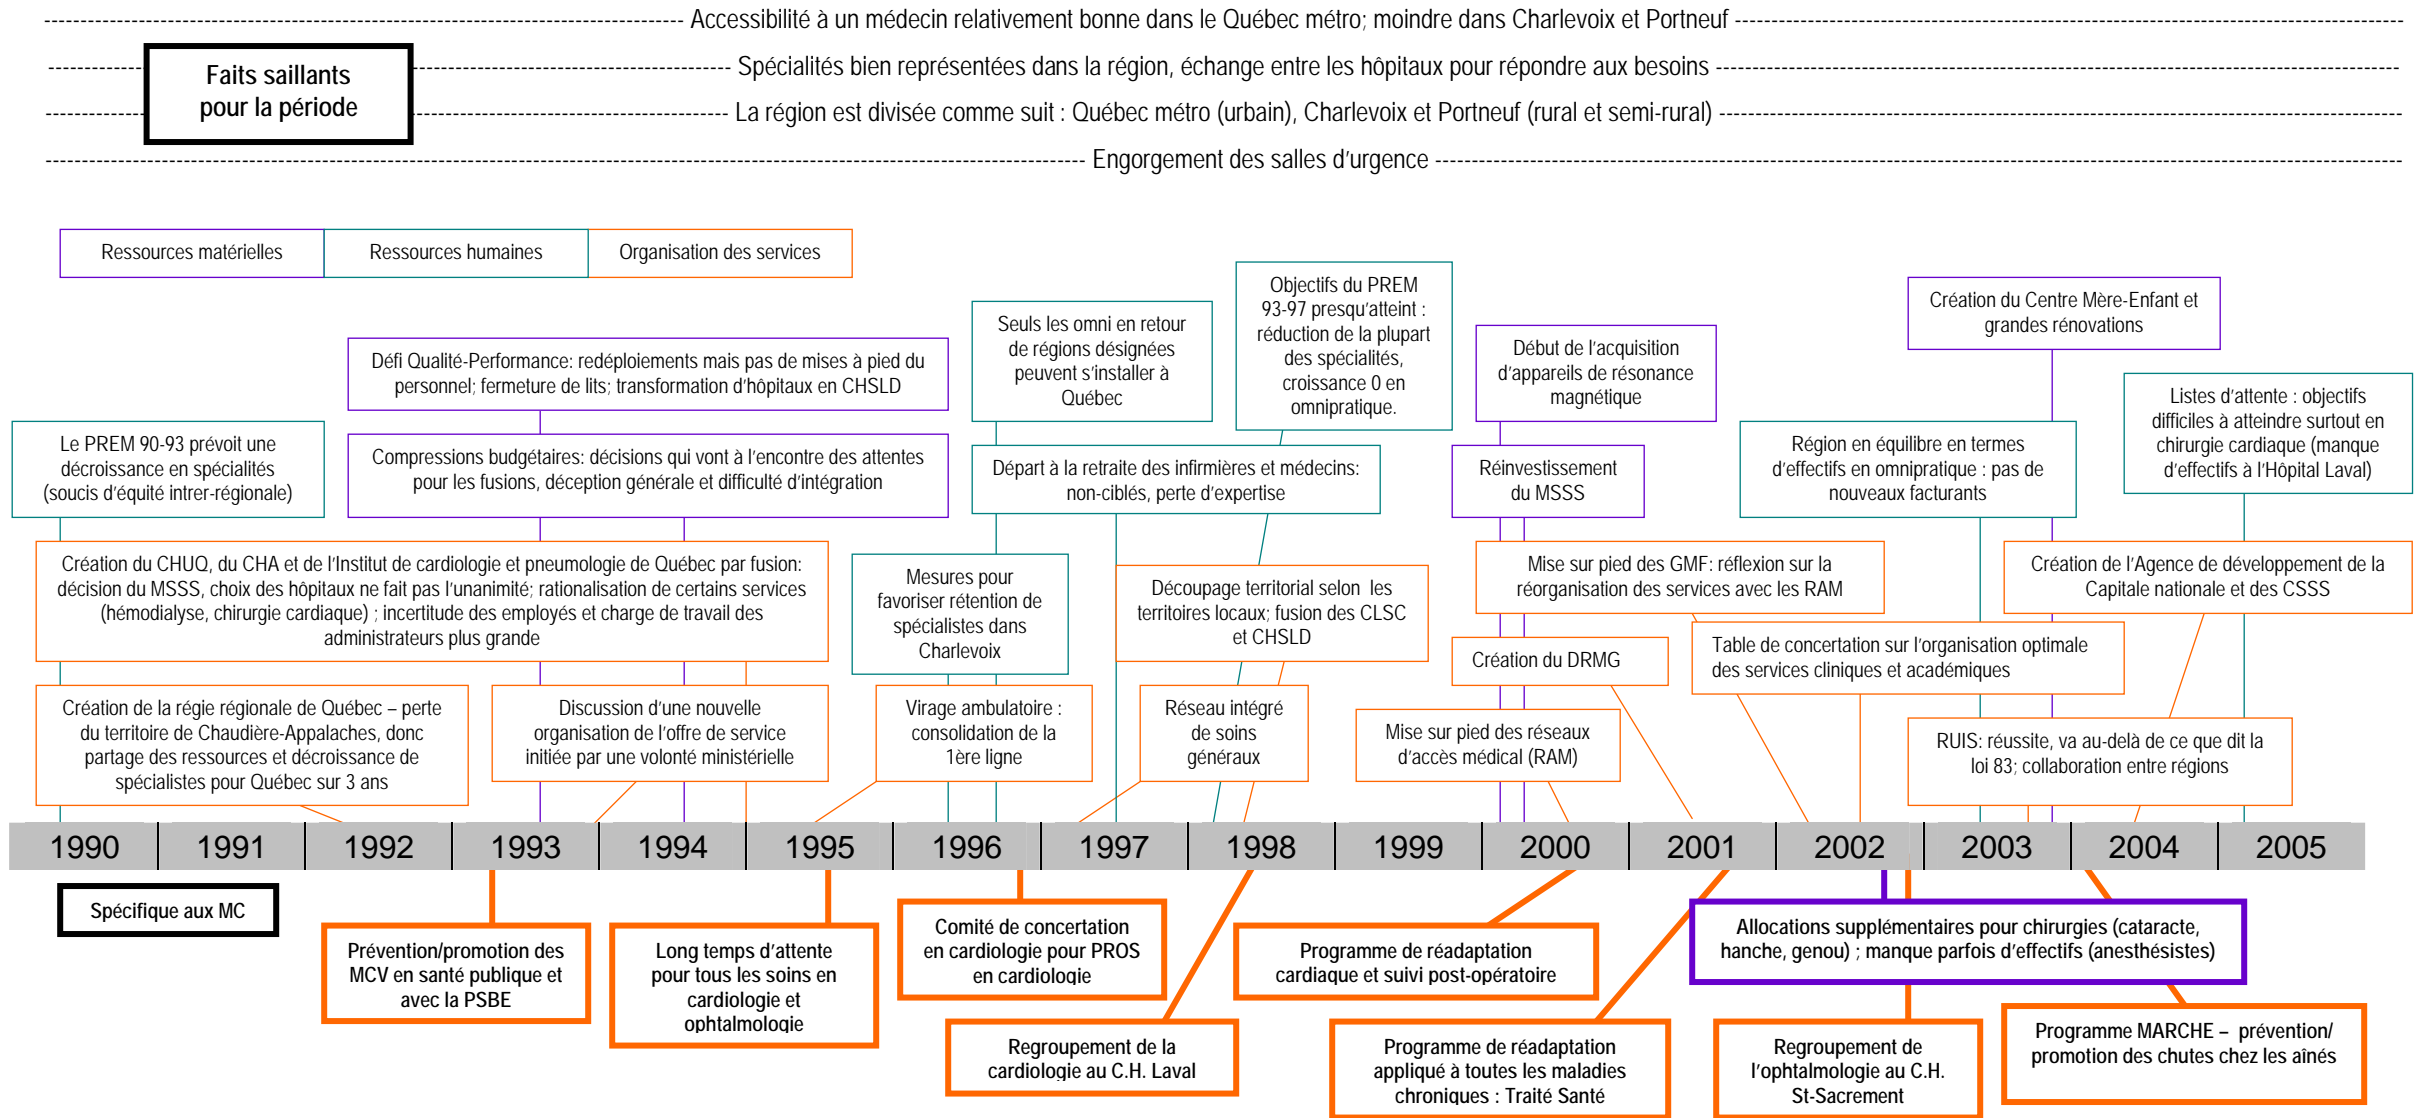 Accessibilité à un médecin relativement bonne dans le Québec métro; moindre dans Charlevoix et Portneuf
Faits saillants
pour la période
Spécialités bien représentées dans la région, échange entre les hôpitaux pour répondre aux besoins
La région est divisée comme suit : Québec métro (urbain), Charlevoix et Portneuf (rural et semi-rural)
Engorgement des salles d'urgence
Ressources matérielles
Ressources humaines
Organisation des services
Le PREM 90-93 prévoit une
décroissance en spécialités
(soucis d'équité intrer-régionale)
Défi Qualité-Performance: redéploiements mais pas de mises à pied du
personnel; fermeture de lits; transformation d'hôpitaux en CHSLD
Compressions budgétaires: décisions qui vont à l'encontre des attentes
pour les fusions, déception générale et difficulté d'intégration
Seuls les omni en retour
de régions désignées
peuvent s'installer à
Québec
Objectifs du PREM
93-97 presqu'atteint :
réduction de la plupart
des spécialités,
croissance 0 en
omnipratique.
Départ à la retraite des infirmières et médecins:
non-ciblés, perte d'expertise
Début de l'acquisition
d'appareils de résonance
magnétique
Réinvestissement
du MSSS
Création du Centre Mère-Enfant et
grandes rénovations
Région en équilibre en termes
d'effectifs en omnipratique : pas de
nouveaux facturants
Listes d'attente : objectifs
difficiles à atteindre surtout en
chirurgie cardiaque (manque
d'effectifs à l'Hôpital Laval)
Création du CHUQ, du CHA et de l'Institut de cardiologie et pneumologie de Québec par fusion:
décision du MSSS, choix des hôpitaux ne fait pas l'unanimité; rationalisation de certains services
(hémodialyse, chirurgie cardiaque) ; incertitude des employés et charge de travail des
administrateurs plus grande
Mesures pour
favoriser rétention de
spécialistes dans
Charlevoix
Découpage territorial selon les
territoires locaux; fusion des CLSC
et CHSLD
Mise sur pied des GMF: réflexion sur la
réorganisation des services avec les RAM
Création de l'Agence de développement de la
Capitale nationale et des CSSS
Création du DRMG
Table de concertation sur l'organisation optimale
des services cliniques et académiques
Création de la régie régionale de Québec – perte
du territoire de Chaudière-Appalaches, donc
partage des ressources et décroissance de
spécialistes pour Québec sur 3 ans
Discussion d'une nouvelle
organisation de l'offre de service
initiée par une volonté ministérielle
Virage ambulatoire :
consolidation de la
1ère ligne
Réseau intégré
de soins
généraux
Mise sur pied des réseaux
d'accès médical (RAM)
RUIS: réussite, va au-delà de ce que dit la
loi 83; collaboration entre régions
1990 1991 1992 1993 1994 1995 1996 1997 1998 1999 2000 2001 2002 2003 2004 2005
Spécifique aux MC
Prévention/promotion des
MCV en santé publique et
avec la PSBE
Long temps d'attente
pour tous les soins en
cardiologie et
ophtalmologie
Comité de concertation
en cardiologie pour PROS
en cardiologie
Regroupement de la
cardiologie au C.H. Laval
Programme de réadaptation
cardiaque et suivi post-opératoire
Programme de réadaptation
appliqué à toutes les maladies
chroniques : Traité Santé
Allocations supplémentaires pour chirurgies (cataracte,
hanche, genou) ; manque parfois d'effectifs (anesthésistes)
Regroupement de
l'ophtalmologie au C.H.
St-Sacrement
Programme MARCHE – prévention/
promotion des chutes chez les aînés